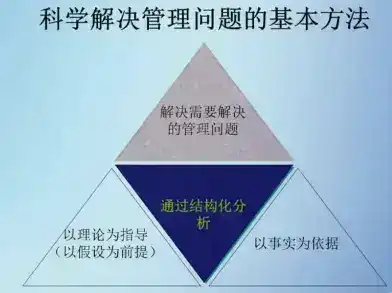 科学解决管理问题的基本方法
解决需要解决
的管理问题
通过结构化分
析
以理论为指导
（以假设为前提）
以事实为依据